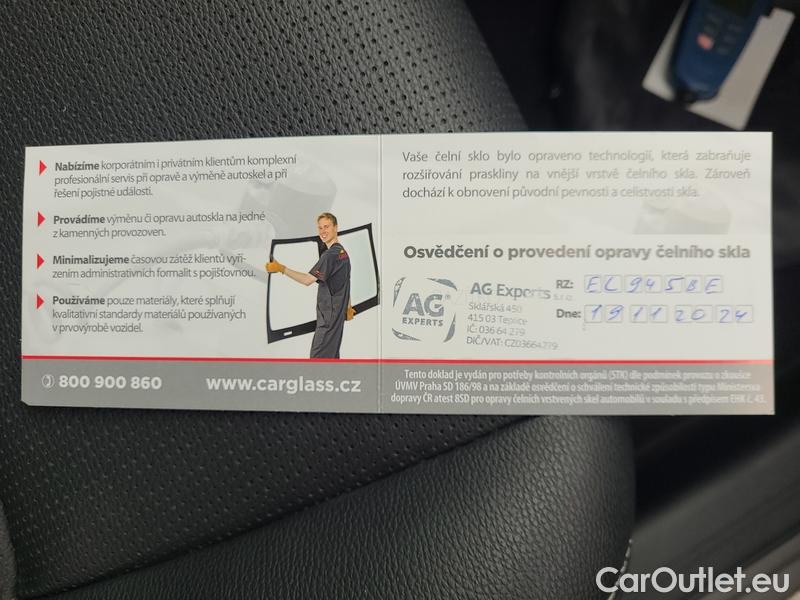 Nabízíme korporátním i privátním klientům komplexní
profesionální servis při opravě a výměně autoskel a při
řešení pojistné události.
Provádíme výměnu či opravu autoskla na jedné
z kamenných provozoven.
Minimalizujeme časovou zátěž klientů vyří-
zením administrativních formalit s pojišťovnou.
Používáme pouze materiály, které splňují
kvalitativní standardy materiálů používaných
v prvovýrobě vozidel.
800 900 860
www.carglass.cz
Vaše čelní sklo bylo opraveno technologií, která zabraňuje
rozšiřování praskliny na vnější vrstvě čelního skla. Zároveň
dochází k obnovení původní pevnosti a celistvosti skla.
Osvědčení o provedení opravy čelního skla
AG
EXPERTS
AG Experts s.r.o.
Sklářská 450
415 03 Teplice
IČ: 036 64 279
DIČ/VAT: CZ03664279
RZ: EL945BE
Dne: 19112024
Tento doklad je vydán pro potřeby kontrolních orgánů (STK) dle podmínek provozu o zkoušce
ÚVMV Praha SD 186/98 a na základě osvědčení o schválení technické způsobilosti typu Ministerstva
dopravy ČR atest 8SD pro opravy čelních vrstvených skel automobilů v souladu s předpisem EHK č. 43.
CarOutlet.eu